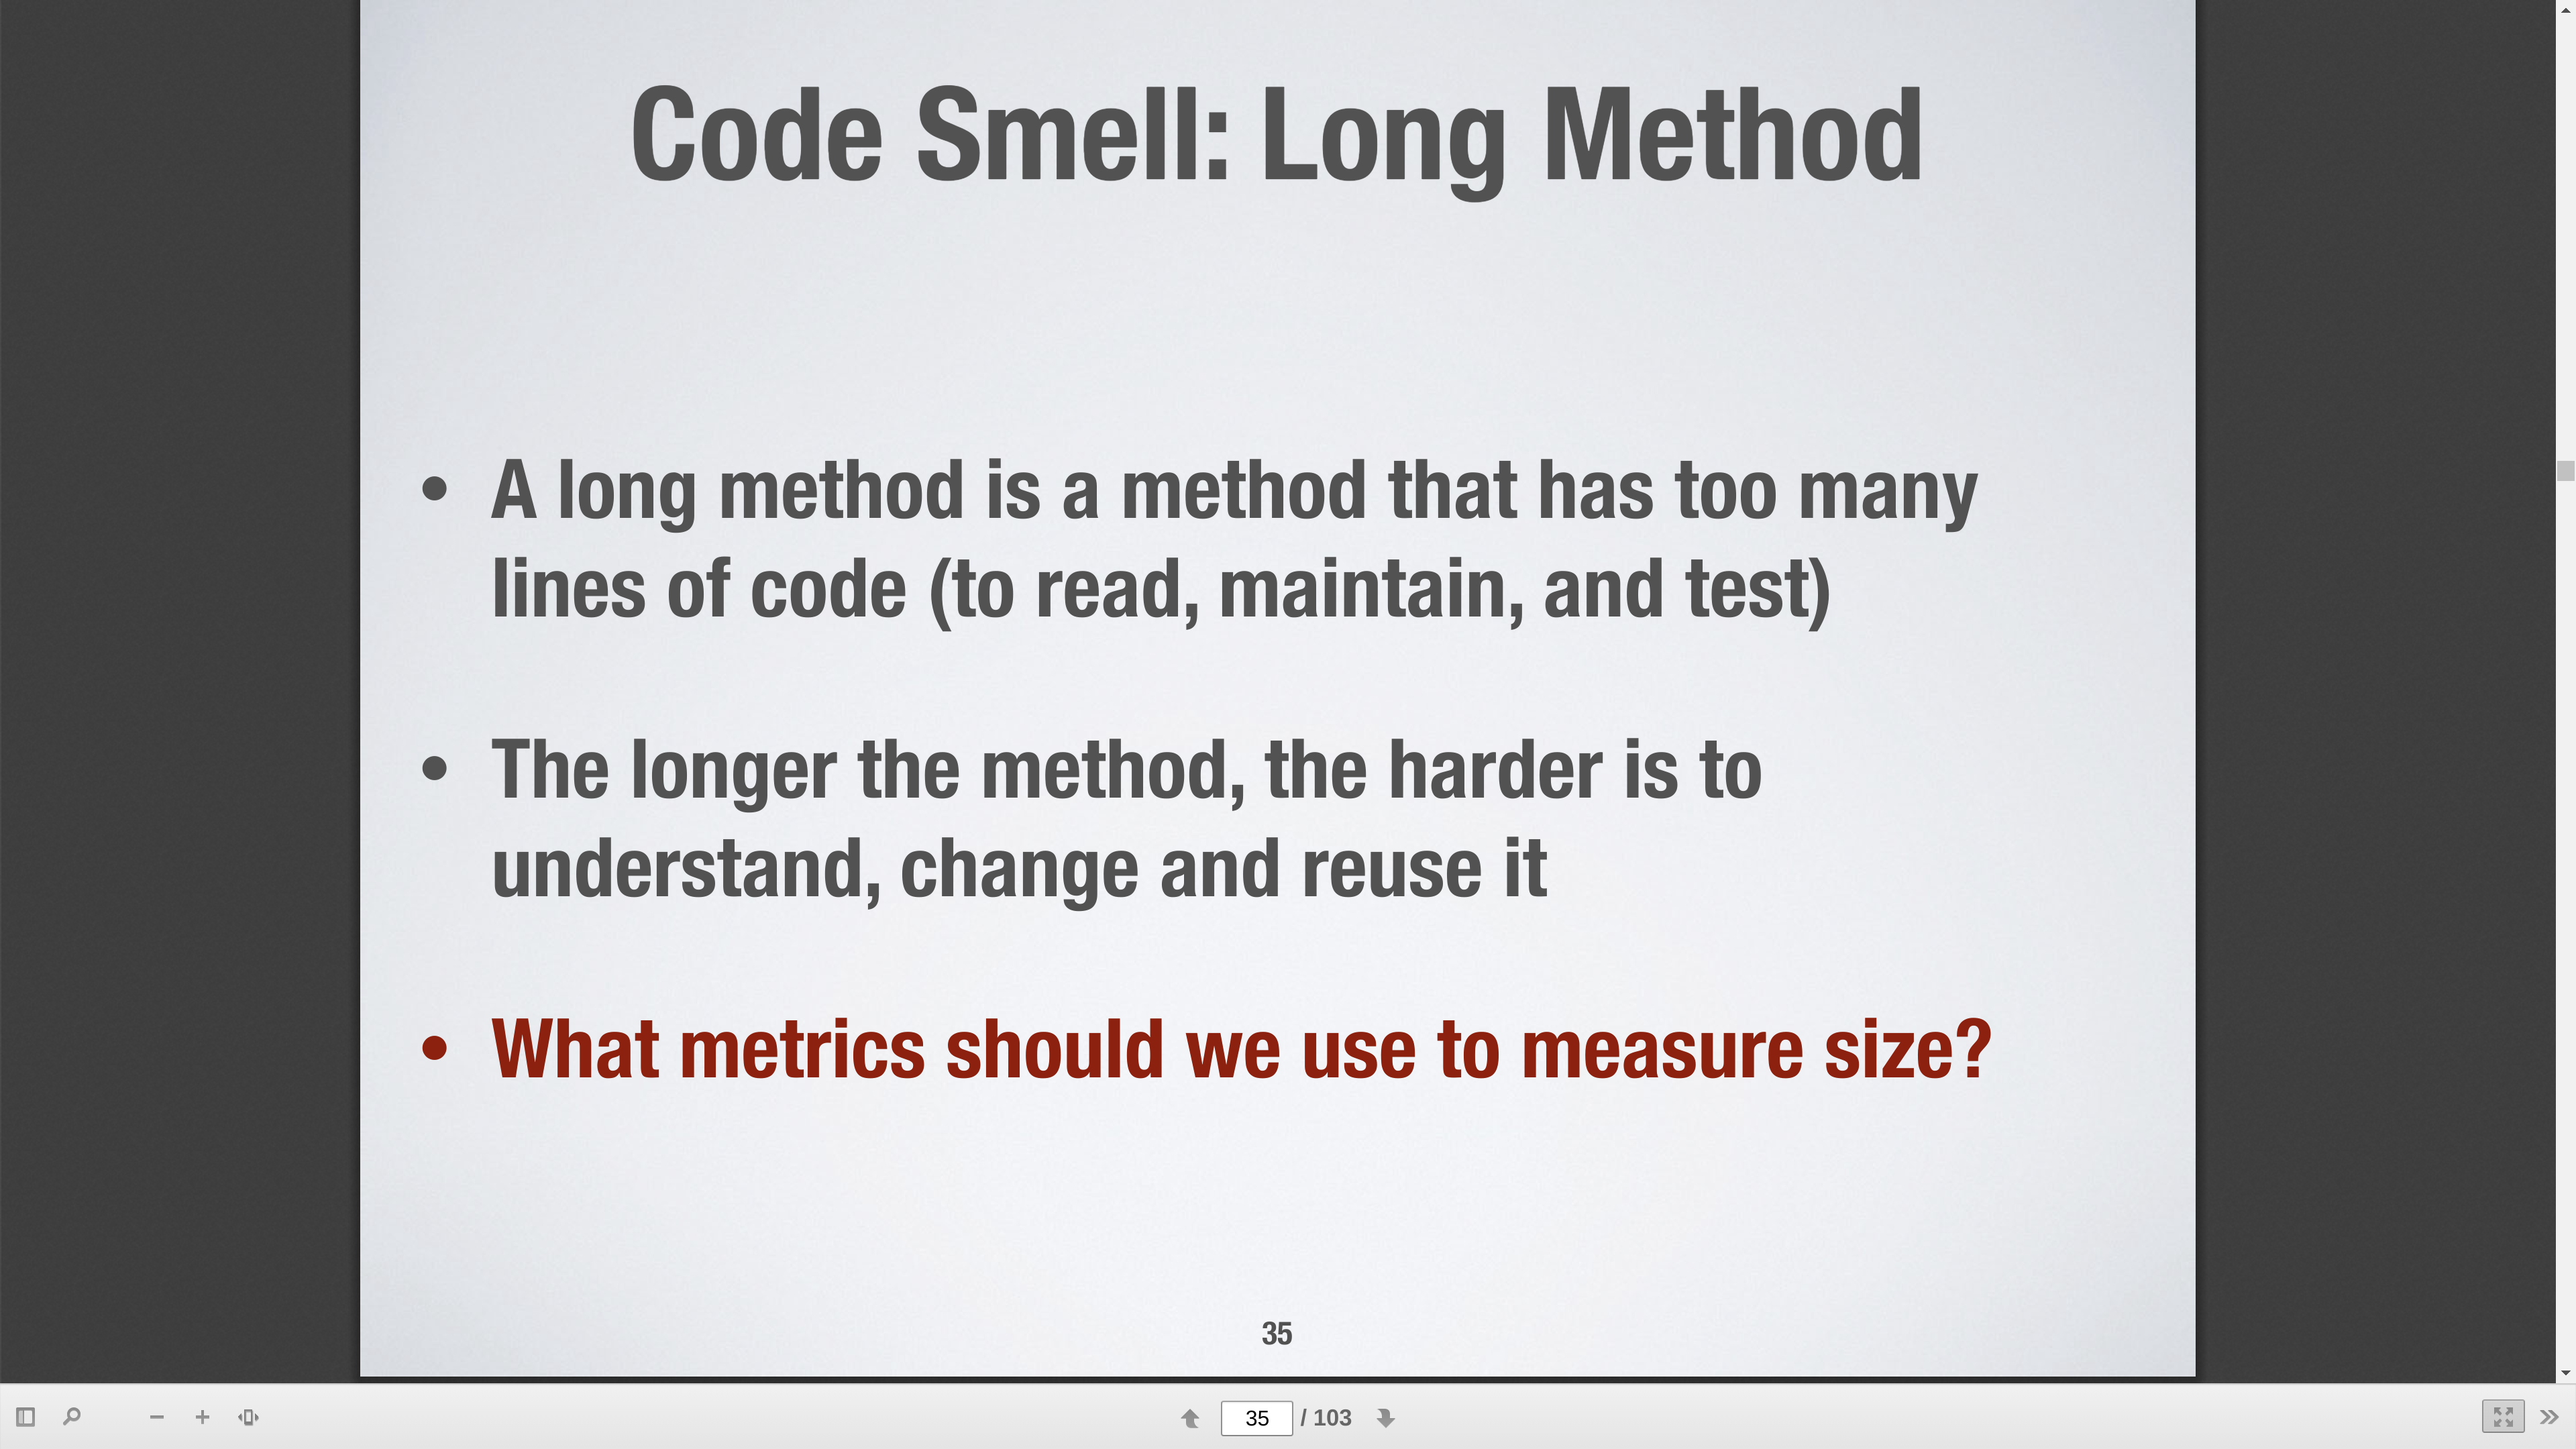 Code Smell: Long Method
• A long method is a method that has too many
lines of code (to read, maintain, and test)
• The longer the method, the harder is to
understand, change and reuse it
• What metrics should we use to measure size?
35
35 / 103